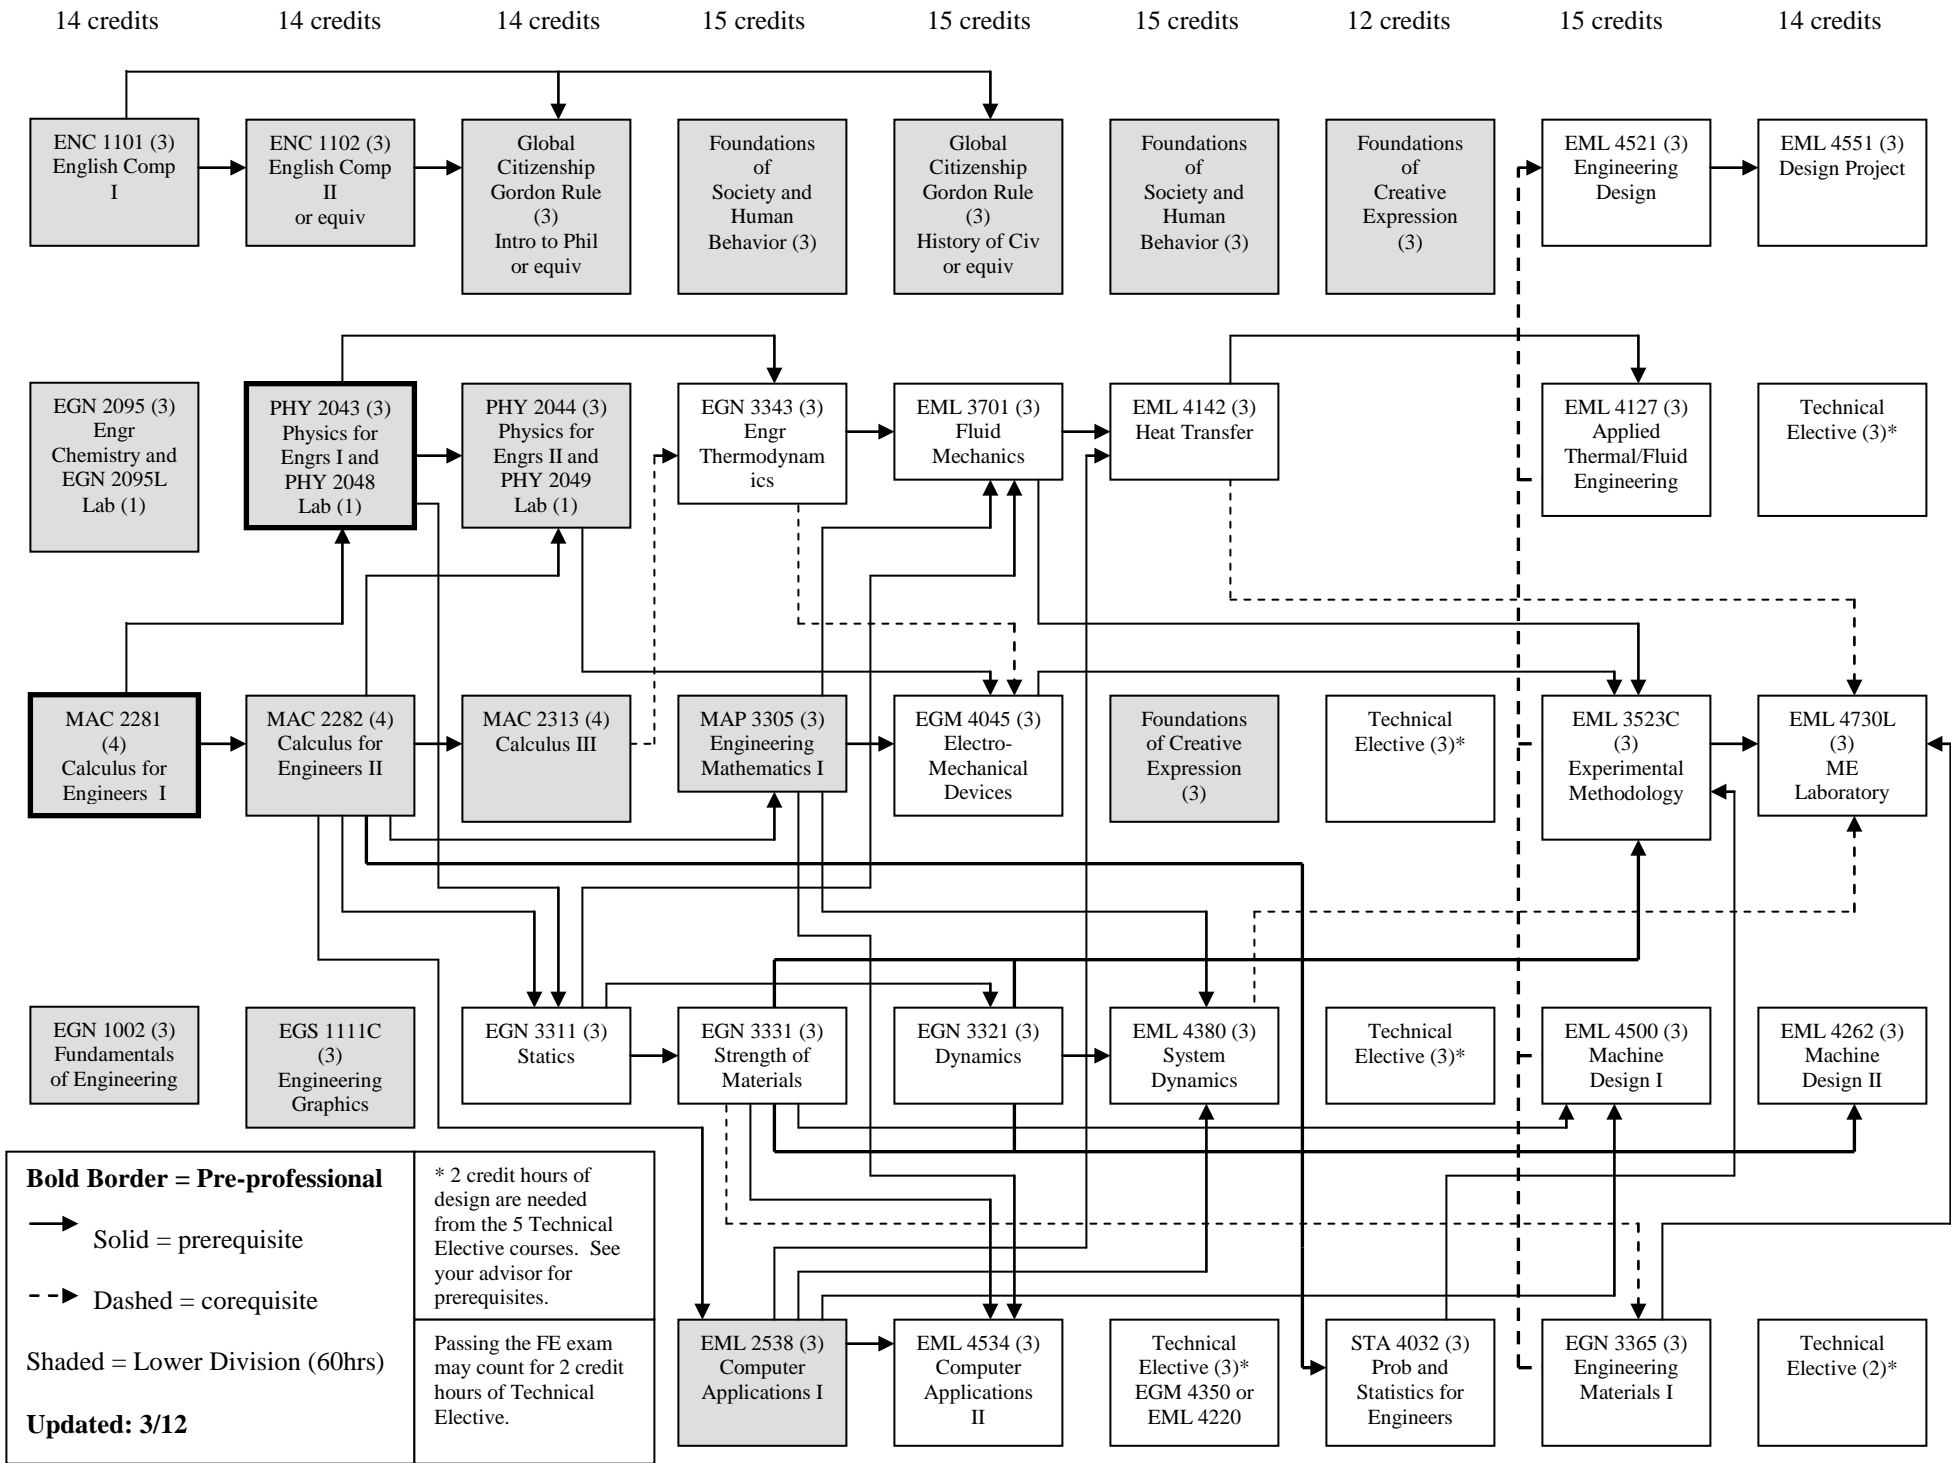 14 credits
14 credits
14 credits
15 credits
15 credits
15 credits
12 credits
15 credits
14 credits
ENC 1101 (3)
English Comp
I
ENC 1102 (3)
English Comp
II
or equiv
Global
Citizenship
Gordon Rule
(3)
Intro to Phil
or equiv
Foundations
of
Society and
Human
Behavior (3)
Global
Citizenship
Gordon Rule
(3)
History of Civ
or equiv
Foundations
of
Society and
Human
Behavior (3)
Foundations
of
Creative
Expression
(3)
EML 4521 (3)
Engineering
Design
EML 4551 (3)
Design Project
EGN 2095 (3)
Engr
Chemistry and
EGN 2095L
Lab (1)
PHY 2043 (3)
Physics for
Engrs I and
PHY 2048
Lab (1)
PHY 2044 (3)
Physics for
Engrs II and
PHY 2049
Lab (1)
EGN 3343 (3)
Engr
Thermodynam
ics
EML 3701 (3)
Fluid
Mechanics
EML 4142 (3)
Heat Transfer
EML 4127 (3)
Applied
Thermal/Fluid
Engineering
Technical
Elective (3)*
MAC 2281
(4)
Calculus for
Engineers I
MAC 2282 (4)
Calculus for
Engineers II
MAC 2313 (4)
Calculus III
MAP 3305 (3)
Engineering
Mathematics I
EGM 4045 (3)
Electro-
Mechanical
Devices
Foundations
of Creative
Expression
(3)
Technical
Elective (3)*
EML 3523C
(3)
Experimental
Methodology
EML 4730L
(3)
ME
Laboratory
EGN 1002 (3)
Fundamentals
of Engineering
EGS 1111C
(3)
Engineering
Graphics
EGN 3311 (3)
Statics
EGN 3331 (3)
Strength of
Materials
EGN 3321 (3)
Dynamics
EML 4380 (3)
System
Dynamics
Technical
Elective (3)*
EML 4500 (3)
Machine
Design I
EML 4262 (3)
Machine
Design II
Bold Border = Pre-professional
Solid = prerequisite
Dashed = corequisite
Shaded = Lower Division (60hrs)
Updated: 3/12
* 2 credit hours of
design are needed
from the 5 Technical
Elective courses. See
your advisor for
prerequisites.
Passing the FE exam
may count for 2 credit
hours of Technical
Elective.
EML 2538 (3)
Computer
Applications I
EML 4534 (3)
Computer
Applications
II
Technical
Elective (3)*
EGM 4350 or
EML 4220
STA 4032 (3)
Prob and
Statistics for
Engineers
EGN 3365 (3)
Engineering
Materials I
Technical
Elective (2)*